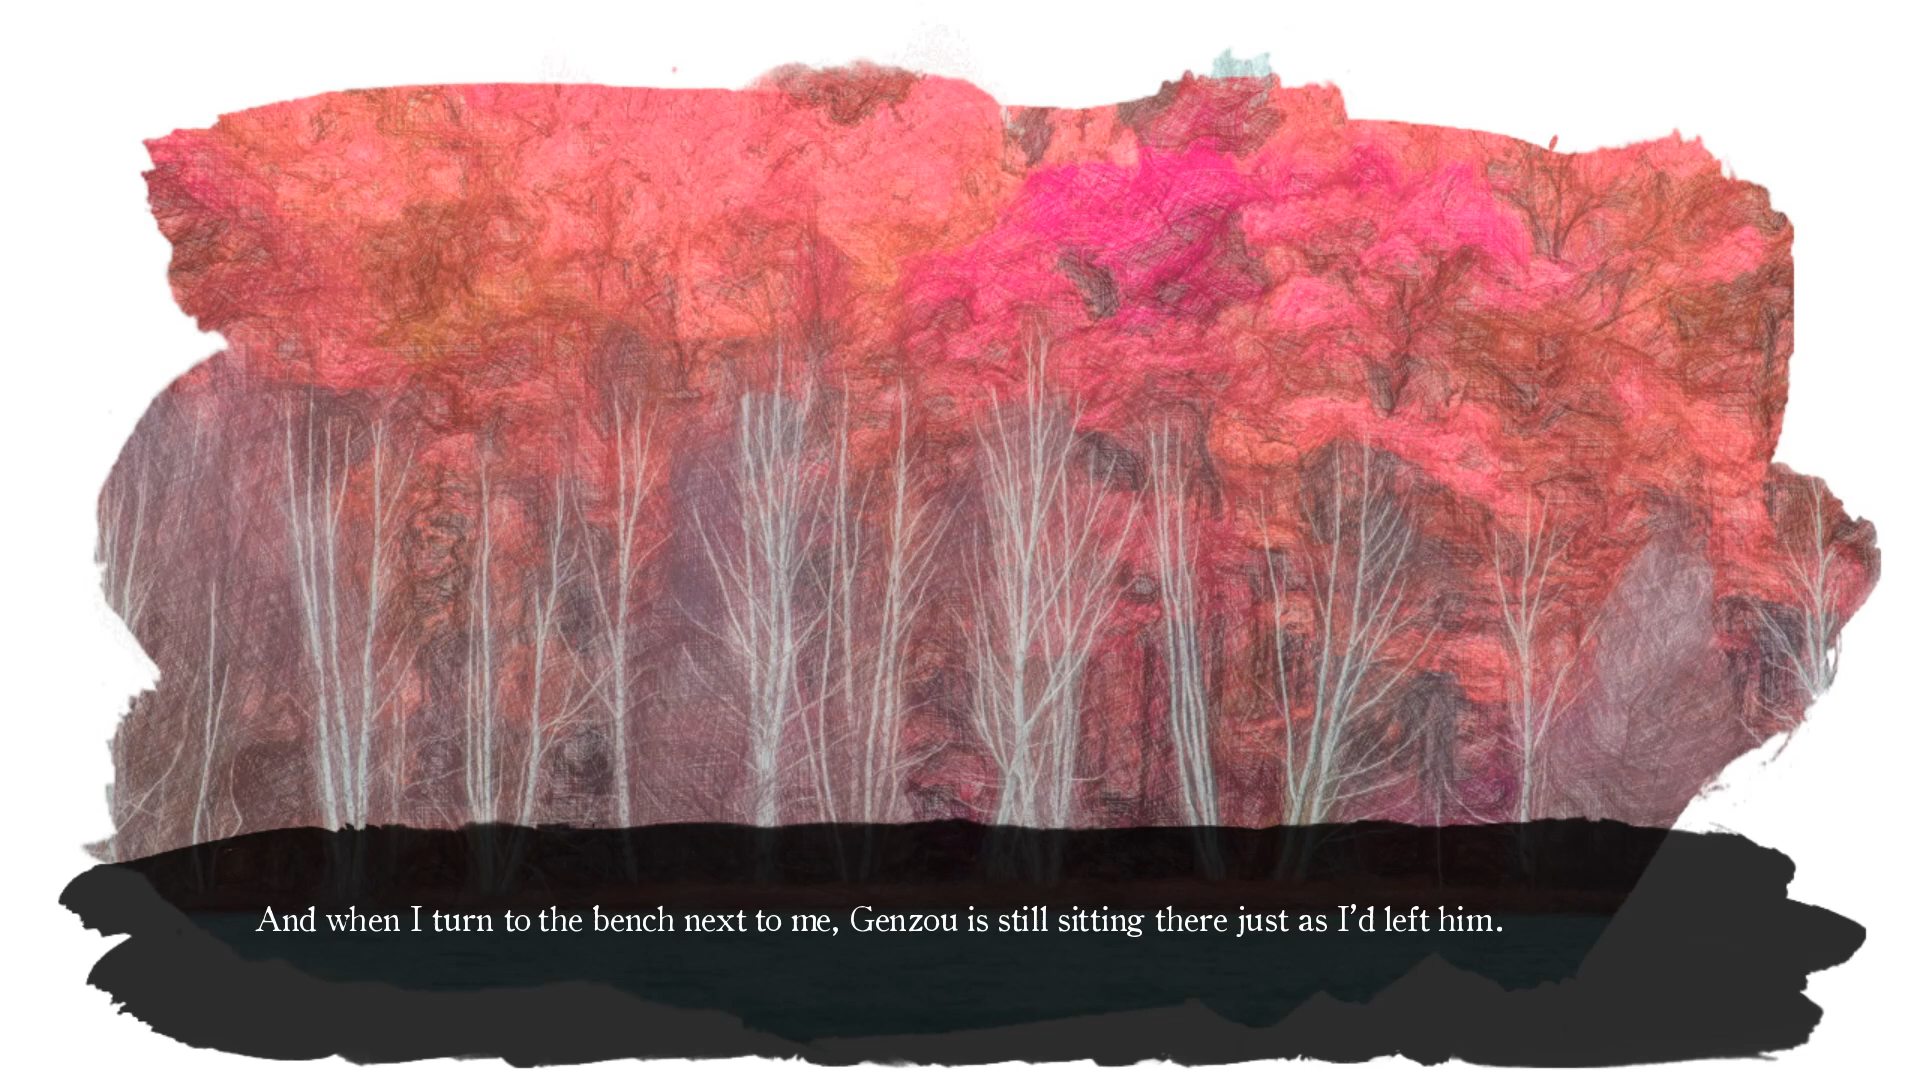 And when I turn to the bench next to me, Genzou is still sitting there just as I’d left him.